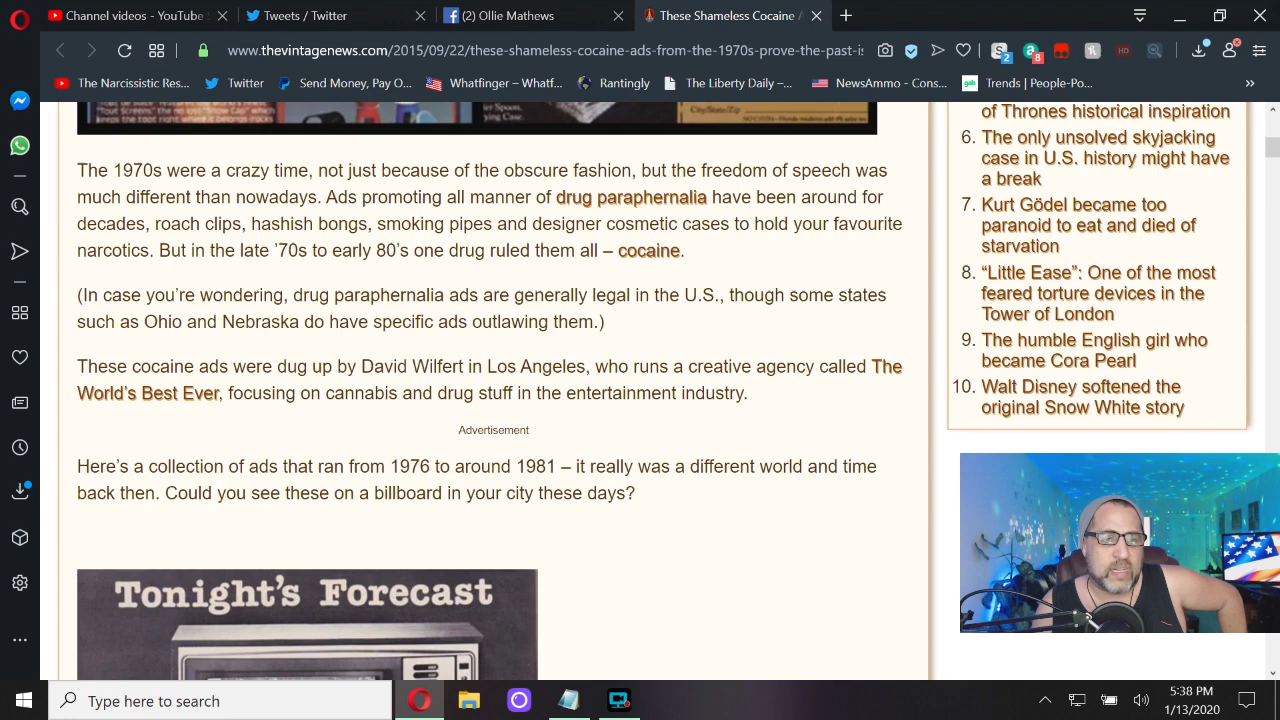 Channel videos - YouTube
Tweets / Twitter
(2) Ollie Mathews
These Shameless Cocaine A
www.thevintagenews.com/2015/09/22/these-shameless-cocaine-ads-from-the-1970s-prove-the-past-is
S
2
a
8
HD
The Narcissistic Res...
Twitter
Send Money, Pay O...
Whatfinger – Whatf...
Rantingly
The Liberty Daily –...
NewsAmmo - Cons...
gab
Trends | People-Po...
»
er Spoon.
ying Case.
City/State/Zip
The 1970s were a crazy time, not just because of the obscure fashion, but the freedom of speech was
much different than nowadays. Ads promoting all manner of drug paraphernalia have been around for
decades, roach clips, hashish bongs, smoking pipes and designer cosmetic cases to hold your favourite
narcotics. But in the late ’70s to early 80’s one drug ruled them all – cocaine.
(In case you’re wondering, drug paraphernalia ads are generally legal in the U.S., though some states
such as Ohio and Nebraska do have specific ads outlawing them.)
These cocaine ads were dug up by David Wilfert in Los Angeles, who runs a creative agency called The
World’s Best Ever, focusing on cannabis and drug stuff in the entertainment industry.
Advertisement
Here’s a collection of ads that ran from 1976 to around 1981 – it really was a different world and time
back then. Could you see these on a billboard in your city these days?
Tonight's Forecast
of Thrones historical inspiration
6. The only unsolved skyjacking
case in U.S. history might have
a break
7. Kurt Gödel became too
paranoid to eat and died of
starvation
8. “Little Ease”: One of the most
feared torture devices in the
Tower of London
9. The humble English girl who
became Cora Pearl
10. Walt Disney softened the
original Snow White story
Type here to search
5:38 PM
1/13/2020